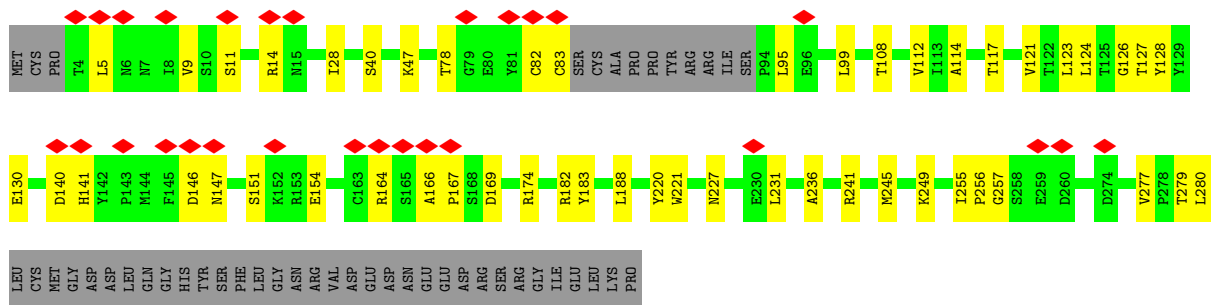 MET CYS PRO T4 L5 N6 N7 I8 V9 S10 S11 R14 N15 I28 S40 K47 T78 G79 E80 Y81 C82 C83 SER CYS ALA PRO PRO TYR ARG ARG ILE SER P94 L95 E96 L99 T108 V112 I113 A114 T117 V121 T122 L123 L124 T125 G126 T127 Y128 Y129
E130 D140 H141 Y142 P143 M144 F145 D146 N147 S151 K152 R153 E154 C163 R164 S165 A166 P167 S168 D169 R174 R182 Y183 L188 Y220 W221 N227 E230 L231 A236 R241 M245 K249 I255 P256 G257 S258 E259 D260 D274 V277 P278 T279 L280
LEU CYS MET GLY ASP ASP LEU GLN GLY HIS TYR SER PHE LEU GLY ASN ARG VAL ASP GLU ASP ASN GLU GLU ASP ARG SER ARG GLY ILE GLU LEU LYS PRO